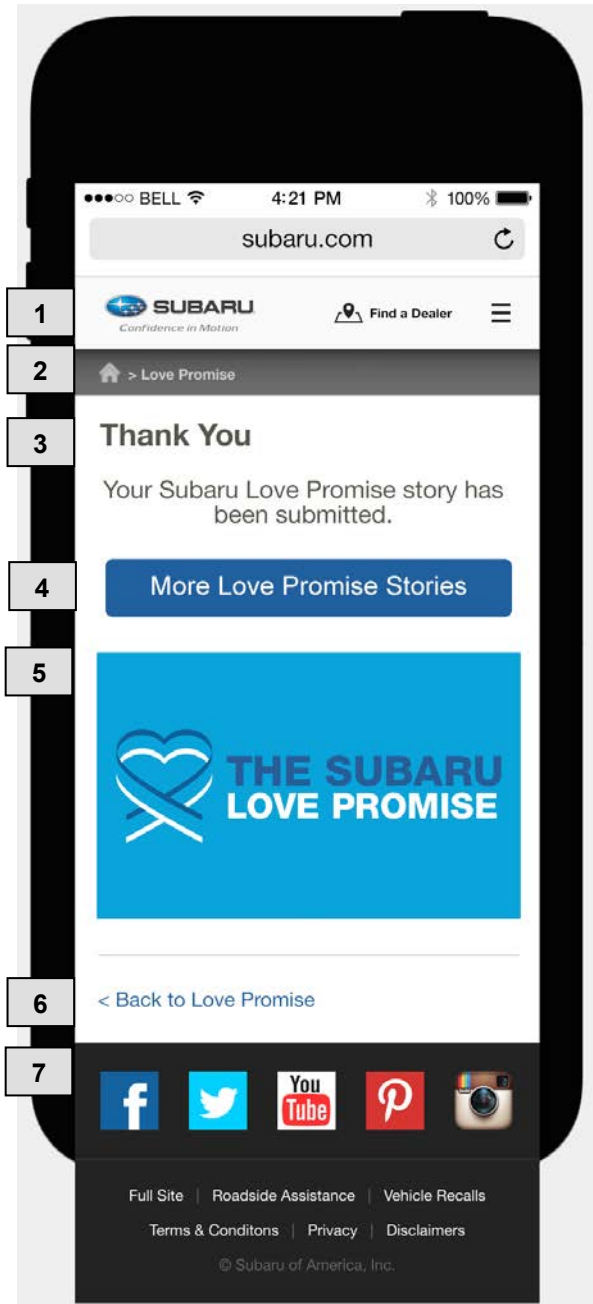 ●●●○○ BELL 4:21 PM 100%
subaru.com
1 SUBARU Find a Dealer
Confidence in Motion
2 > Love Promise
3 Thank You
Your Subaru Love Promise story has
been submitted.
4 More Love Promise Stories
5
THE SUBARU
LOVE PROMISE
6 < Back to Love Promise
7
f You Tube
Full Site | Roadside Assistance | Vehicle Recalls
Terms & Conditons | Privacy | Disclaimers
© Subaru of America, Inc.